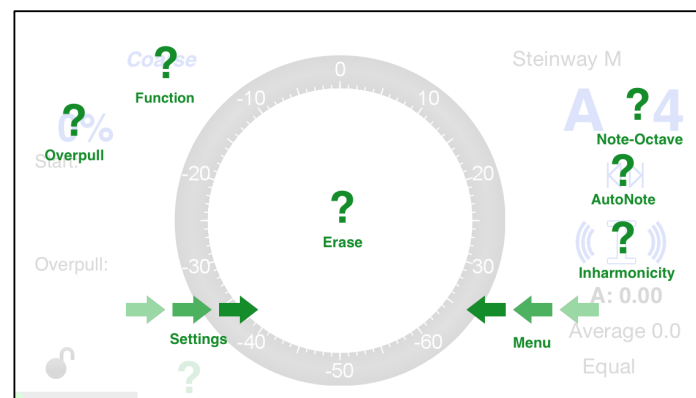 Steinway M
Coarse
?
Function
0
-10
10
?
0%
Overpull
Start:
A ? 4
Note-Octave
-20
20
?
AutoNote
?
Erase
?
I
Inharmonicity
Overpull:
-30
30
A: 0.00
Settings
Menu
Average 0.0
-40
-60
-50
Equal
?